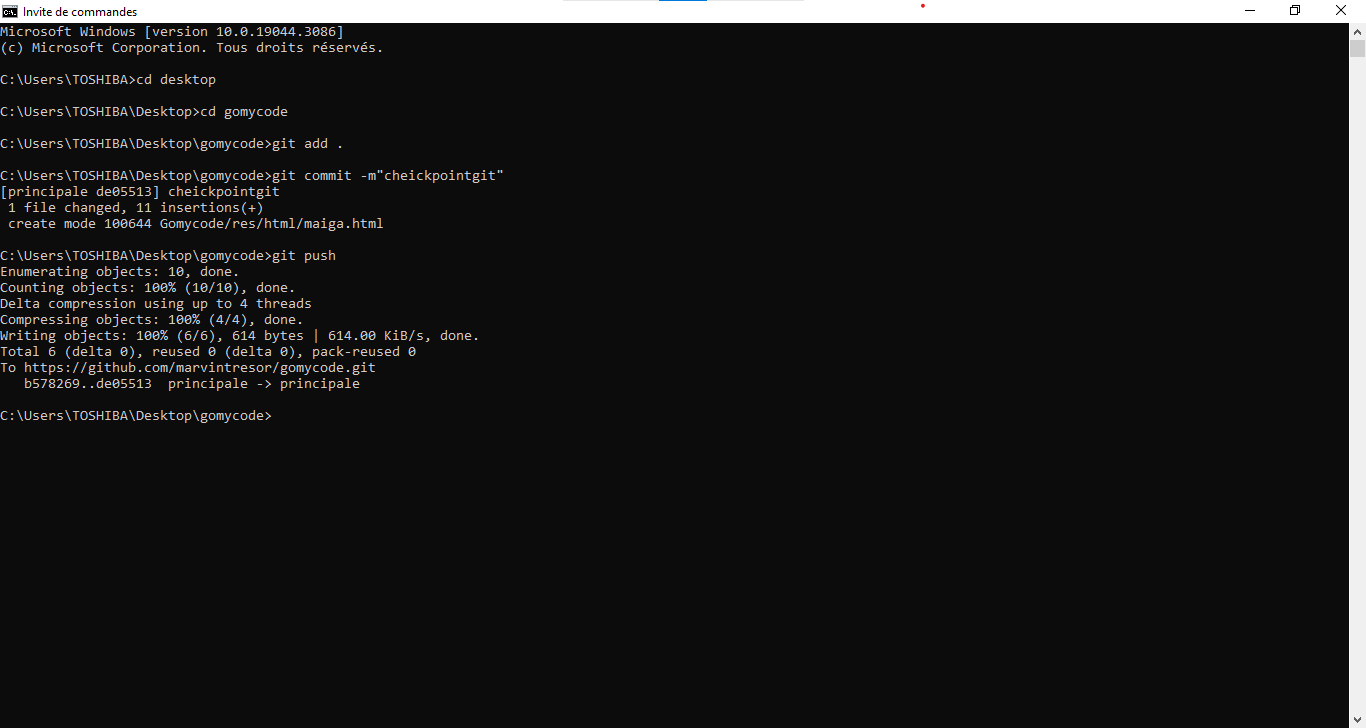 Invite de commandes
Microsoft Windows [version 10.0.19044.3086]
(c) Microsoft Corporation. Tous droits réservés.
C:\Users\TOSHIBA>cd desktop
C:\Users\TOSHIBA\Desktop>cd gomycode
C:\Users\TOSHIBA\Desktop\gomycode>git add .
C:\Users\TOSHIBA\Desktop\gomycode>git commit -m"cheickpointgit"
[principale de05513] cheickpointgit
 1 file changed, 11 insertions(+)
 create mode 100644 Gomycode/res/html/maiga.html
C:\Users\TOSHIBA\Desktop\gomycode>git push
Enumerating objects: 10, done.
Counting objects: 100% (10/10), done.
Delta compression using up to 4 threads
Compressing objects: 100% (4/4), done.
Writing objects: 100% (6/6), 614 bytes | 614.00 KiB/s, done.
Total 6 (delta 0), reused 0 (delta 0), pack-reused 0
To https://github.com/marvintresor/gomycode.git
   b578269..de05513  principale -> principale
C:\Users\TOSHIBA\Desktop\gomycode>